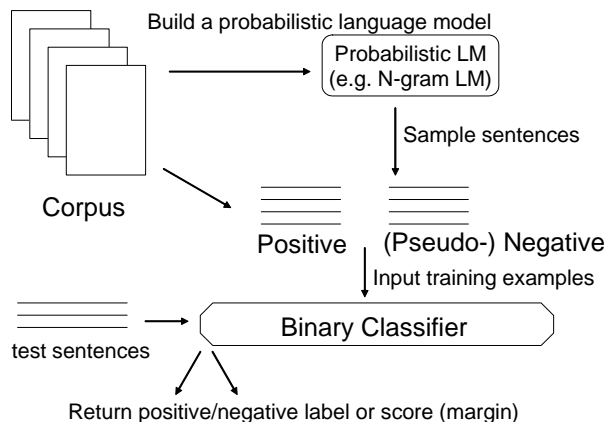 Build a probabilistic language model
Probabilistic LM
(e.g. N-gram LM)
Sample sentences
Corpus
Positive
(Pseudo-) Negative
Input training examples
Binary Classifier
test sentences
Return positive/negative label or score (margin)